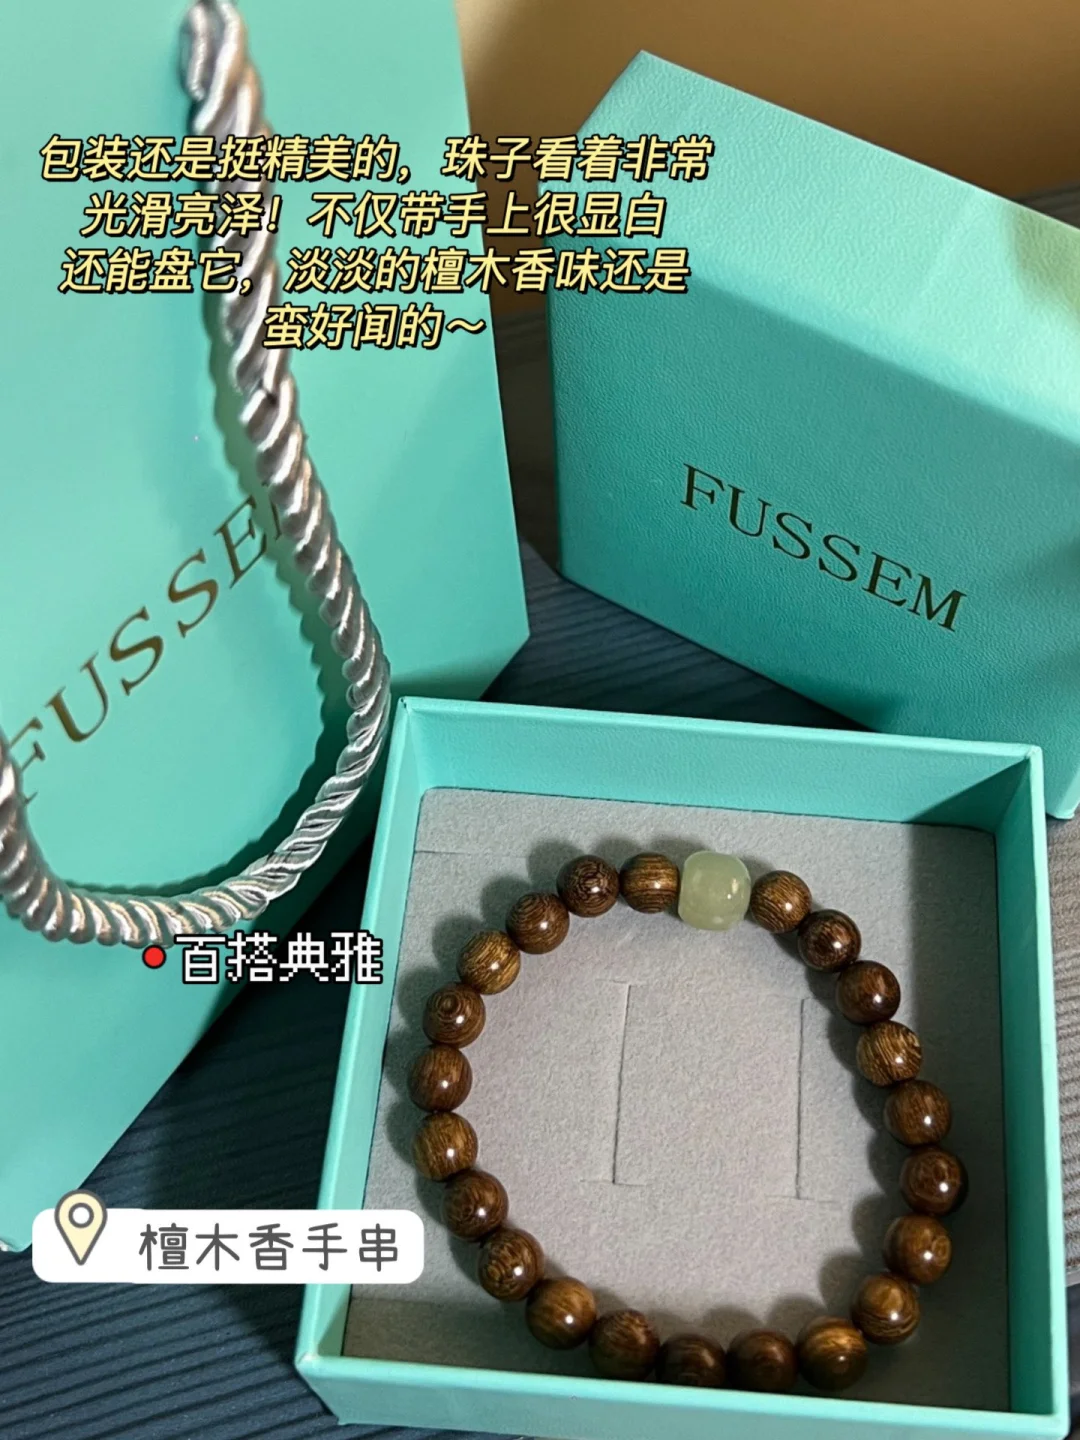 包装还是挺精美的，珠子看着非常
光滑亮泽！不仅带手上很显白
还能盘它，淡淡的檀木香味还是
蛮好闻的～
FUSSEM
FUSSE
百搭典雅
檀木香手串